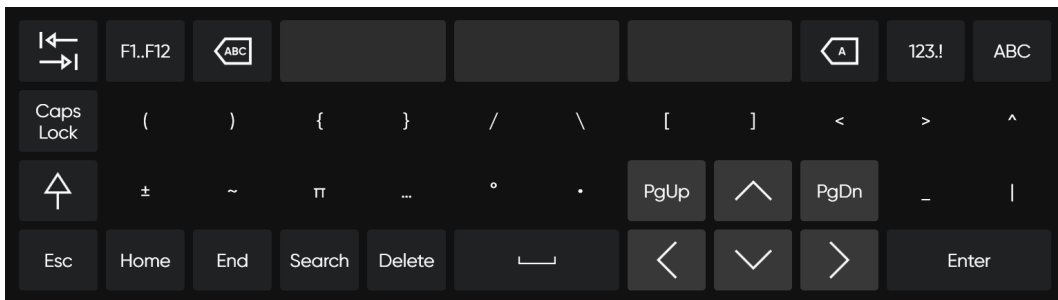 F1..F12 ABC A 123.! ABC
Caps Lock ( ) { } / \ [ ] < > ^
± ~ π … ° • PgUp PgDn _ |
Esc Home End Search Delete Enter